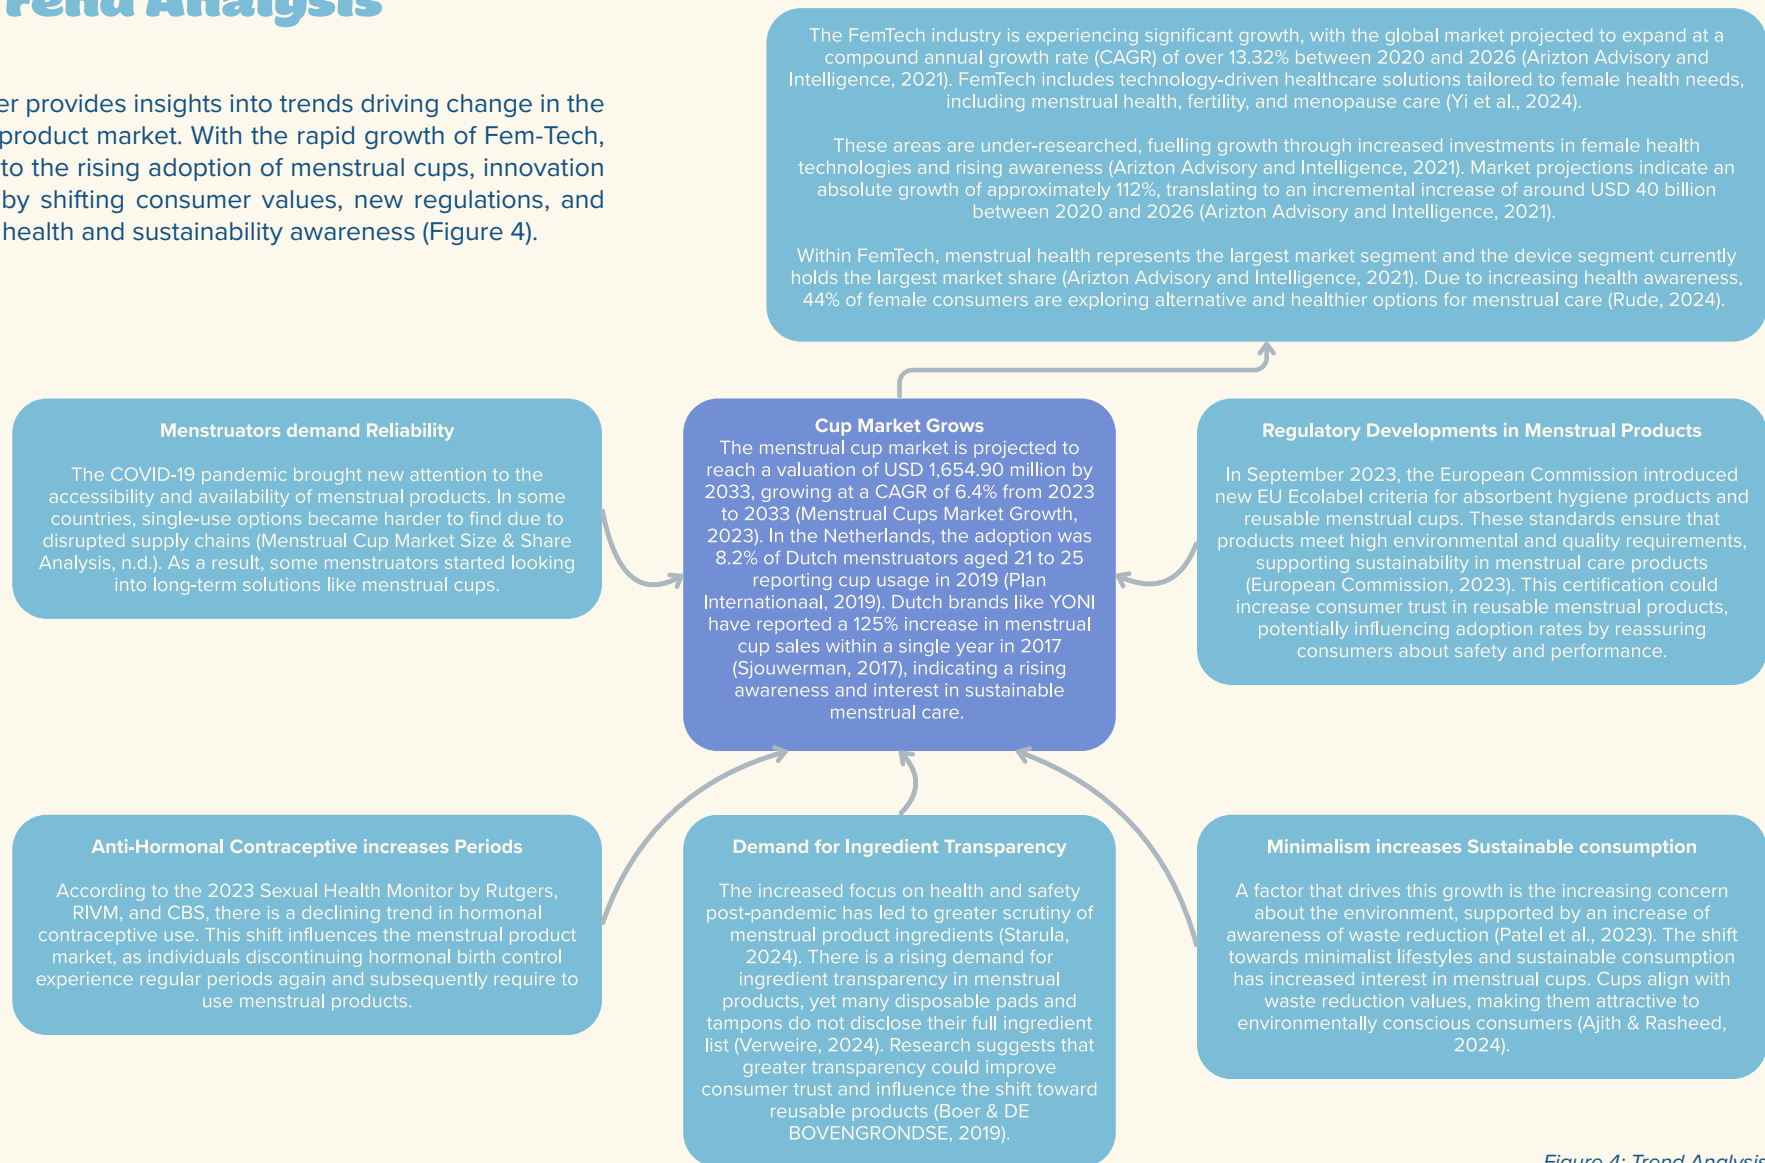 Trend Analysis
er provides insights into trends driving change in the
product market. With the rapid growth of Fem-Tech,
to the rising adoption of menstrual cups, innovation
by shifting consumer values, new regulations, and
health and sustainability awareness (Figure 4).
The FemTech industry is experiencing significant growth, with the global market projected to expand at a
compound annual growth rate (CAGR) of over 13.32% between 2020 and 2026 (Arizton Advisory and
Intelligence, 2021). FemTech includes technology-driven healthcare solutions tailored to female health needs,
including menstrual health, fertility, and menopause care (Yi et al., 2024).
These areas are under-researched, fuelling growth through increased investments in female health
technologies and rising awareness (Arizton Advisory and Intelligence, 2021). Market projections indicate an
absolute growth of approximately 112%, translating to an incremental increase of around USD 40 billion
between 2020 and 2026 (Arizton Advisory and Intelligence, 2021).
Within FemTech, menstrual health represents the largest market segment and the device segment currently
holds the largest market share (Arizton Advisory and Intelligence, 2021). Due to increasing health awareness,
44% of female consumers are exploring alternative and healthier options for menstrual care (Rude, 2024).
Menstruators demand Reliability
The COVID-19 pandemic brought new attention to the
accessibility and availability of menstrual products. In some
countries, single-use options became harder to find due to
disrupted supply chains (Menstrual Cup Market Size & Share
Analysis, n.d.). As a result, some menstruators started looking
into long-term solutions like menstrual cups.
Cup Market Grows
The menstrual cup market is projected to
reach a valuation of USD 1,654.90 million by
2033, growing at a CAGR of 6.4% from 2023
to 2033 (Menstrual Cups Market Growth,
2023). In the Netherlands, the adoption was
8.2% of Dutch menstruators aged 21 to 25
reporting cup usage in 2019 (Plan
Internationaal, 2019). Dutch brands like YONI
have reported a 125% increase in menstrual
cup sales within a single year in 2017
(Sjouwerman, 2017), indicating a rising
awareness and interest in sustainable
menstrual care.
Regulatory Developments in Menstrual Products
In September 2023, the European Commission introduced
new EU Ecolabel criteria for absorbent hygiene products and
reusable menstrual cups. These standards ensure that
products meet high environmental and quality requirements,
supporting sustainability in menstrual care products
(European Commission, 2023). This certification could
increase consumer trust in reusable menstrual products,
potentially influencing adoption rates by reassuring
consumers about safety and performance.
Anti-Hormonal Contraceptive increases Periods
According to the 2023 Sexual Health Monitor by Rutgers,
RIVM, and CBS, there is a declining trend in hormonal
contraceptive use. This shift influences the menstrual product
market, as individuals discontinuing hormonal birth control
experience regular periods again and subsequently require to
use menstrual products.
Demand for Ingredient Transparency
The increased focus on health and safety
post-pandemic has led to greater scrutiny of
menstrual product ingredients (Starula,
2024). There is a rising demand for
ingredient transparency in menstrual
products, yet many disposable pads and
tampons do not disclose their full ingredient
list (Verweire, 2024). Research suggests that
greater transparency could improve
consumer trust and influence the shift toward
reusable products (Boer & DE
BOVENGRONDSE, 2019).
Minimalism increases Sustainable consumption
A factor that drives this growth is the increasing concern
about the environment, supported by an increase of
awareness of waste reduction (Patel et al., 2023). The shift
towards minimalist lifestyles and sustainable consumption
has increased interest in menstrual cups. Cups align with
waste reduction values, making them attractive to
environmentally conscious consumers (Ajith & Rasheed,
2024).
Figure 4: Trend Analysis